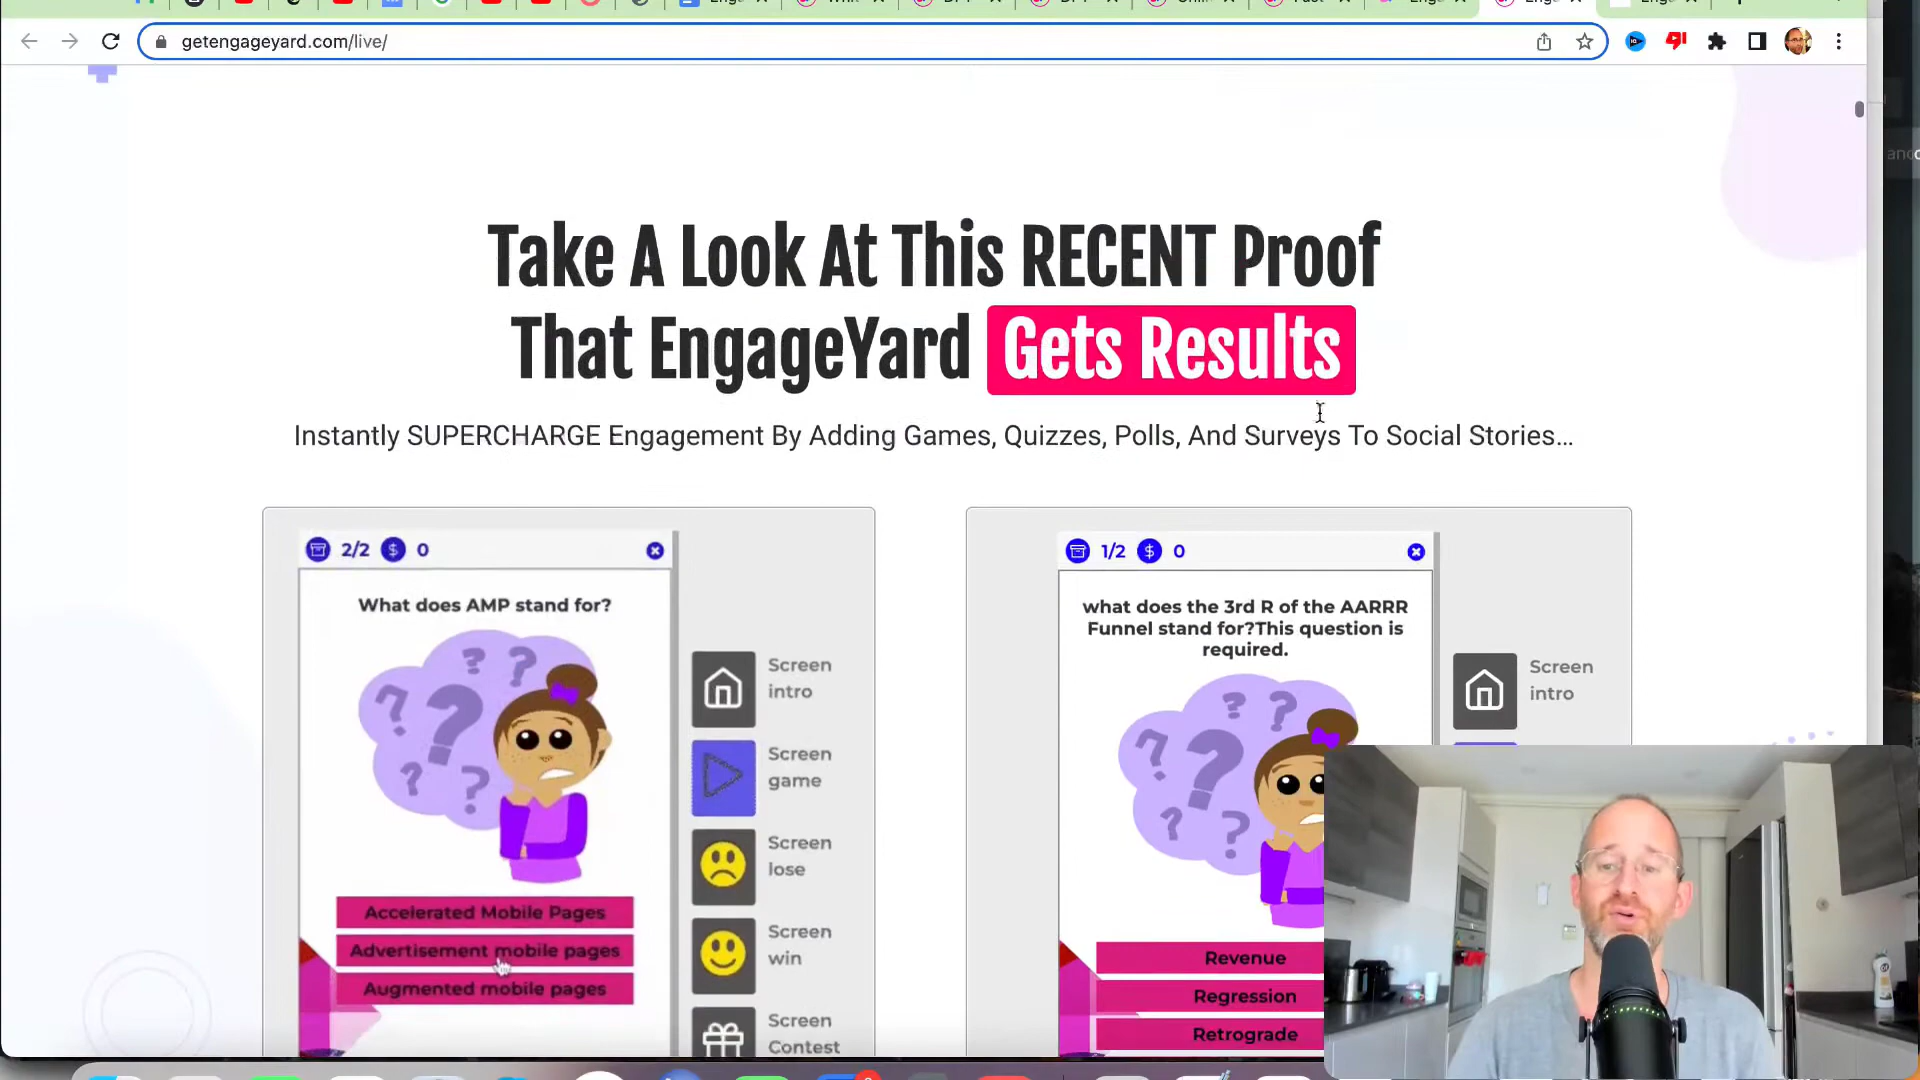 getengageyard.com/live/
Take A Look At This RECENT Proof
That EngageYard Gets Results
Instantly SUPERCHARGE Engagement By Adding Games, Quizzes, Polls, And Surveys To Social Stories...
2/2 $ 0
What does AMP stand for?
Accelerated Mobile Pages
Advertisement mobile pages
Augmented mobile pages
Screen
intro
Screen
game
Screen
lose
Screen
win
Screen
Contest
1/2 $ 0
what does the 3rd R of the AARRR
Funnel stand for?This question is
required.
Revenue
Regression
Retrograde
Screen
intro